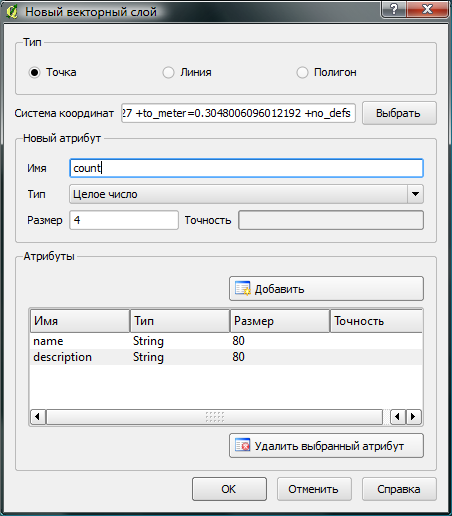 Новый векторный слой
Тип
Точка Линия Полигон
Система координат 27 +to_meter=0.3048006096012192 +no_defs Выбрать
Новый атрибут
Имя count
Тип Целое число
Размер 4 Точность
Атрибуты
Добавить
Имя Тип Размер Точность
name String 80
description String 80
Удалить выбранный атрибут
OK Отменить Справка